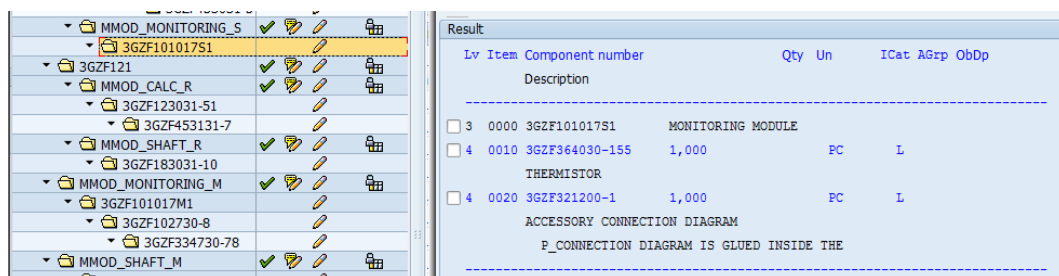 MMOD_MONITORING_S
3GZF101017S1
3GZF121
MMOD_CALC_R
3GZF123031-51
3GZF453131-7
MMOD_SHAFT_R
3GZF183031-10
MMOD_MONITORING_M
3GZF101017M1
3GZF102730-8
3GZF334730-78
MMOD_SHAFT_M
Result
Lv Item Component number Qty Un ICat AGrp ObDp
Description
3 0000 3GZF101017S1 MONITORING MODULE
4 0010 3GZF364030-155 1,000 PC L
THERMISTOR
4 0020 3GZF321200-1 1,000 PC L
ACCESSORY CONNECTION DIAGRAM
P_CONNECTION DIAGRAM IS GLUED INSIDE THE